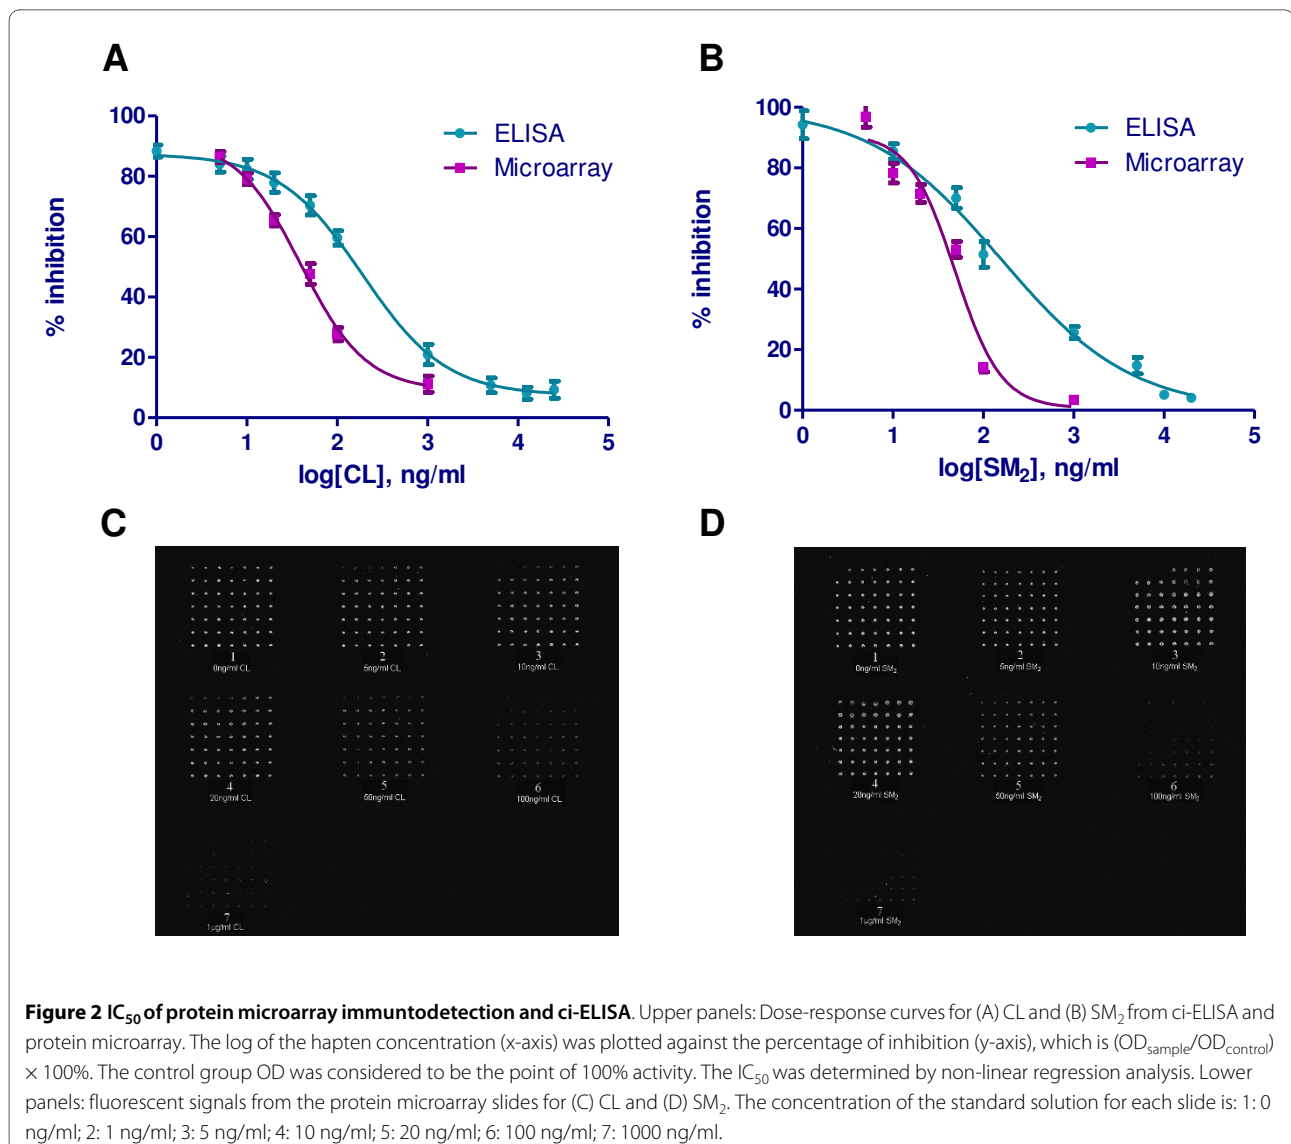 A
B
100
80
60
40
20
0
% inhibition
ELISA
Microarray
0 1 2 3 4 5
log[CL], ng/ml
100
80
60
40
20
0
% inhibition
ELISA
Microarray
0 1 2 3 4 5
log[SM₂], ng/ml
C
D
1 2 3
0ng/ml CL 5ng/ml CL 10ng/ml CL
4 5 6
20ng/ml CL 50ng/ml CL 100ng/ml CL
7
1µg/ml CL
1 2 3
0ng/ml SM₂ 5ng/ml SM₂ 10ng/ml SM₂
4 5 6
20ng/ml SM₂ 50ng/ml SM₂ 100ng/ml SM₂
7
1µg/ml SM₂
Figure 2 IC₅₀ of protein microarray immuntodetection and ci-ELISA. Upper panels: Dose-response curves for (A) CL and (B) SM₂ from ci-ELISA and
protein microarray. The log of the hapten concentration (x-axis) was plotted against the percentage of inhibition (y-axis), which is (OD_sample/OD_control)
× 100%. The control group OD was considered to be the point of 100% activity. The IC₅₀ was determined by non-linear regression analysis. Lower
panels: fluorescent signals from the protein microarray slides for (C) CL and (D) SM₂. The concentration of the standard solution for each slide is: 1: 0
ng/ml; 2: 1 ng/ml; 3: 5 ng/ml; 4: 10 ng/ml; 5: 20 ng/ml; 6: 100 ng/ml; 7: 1000 ng/ml.